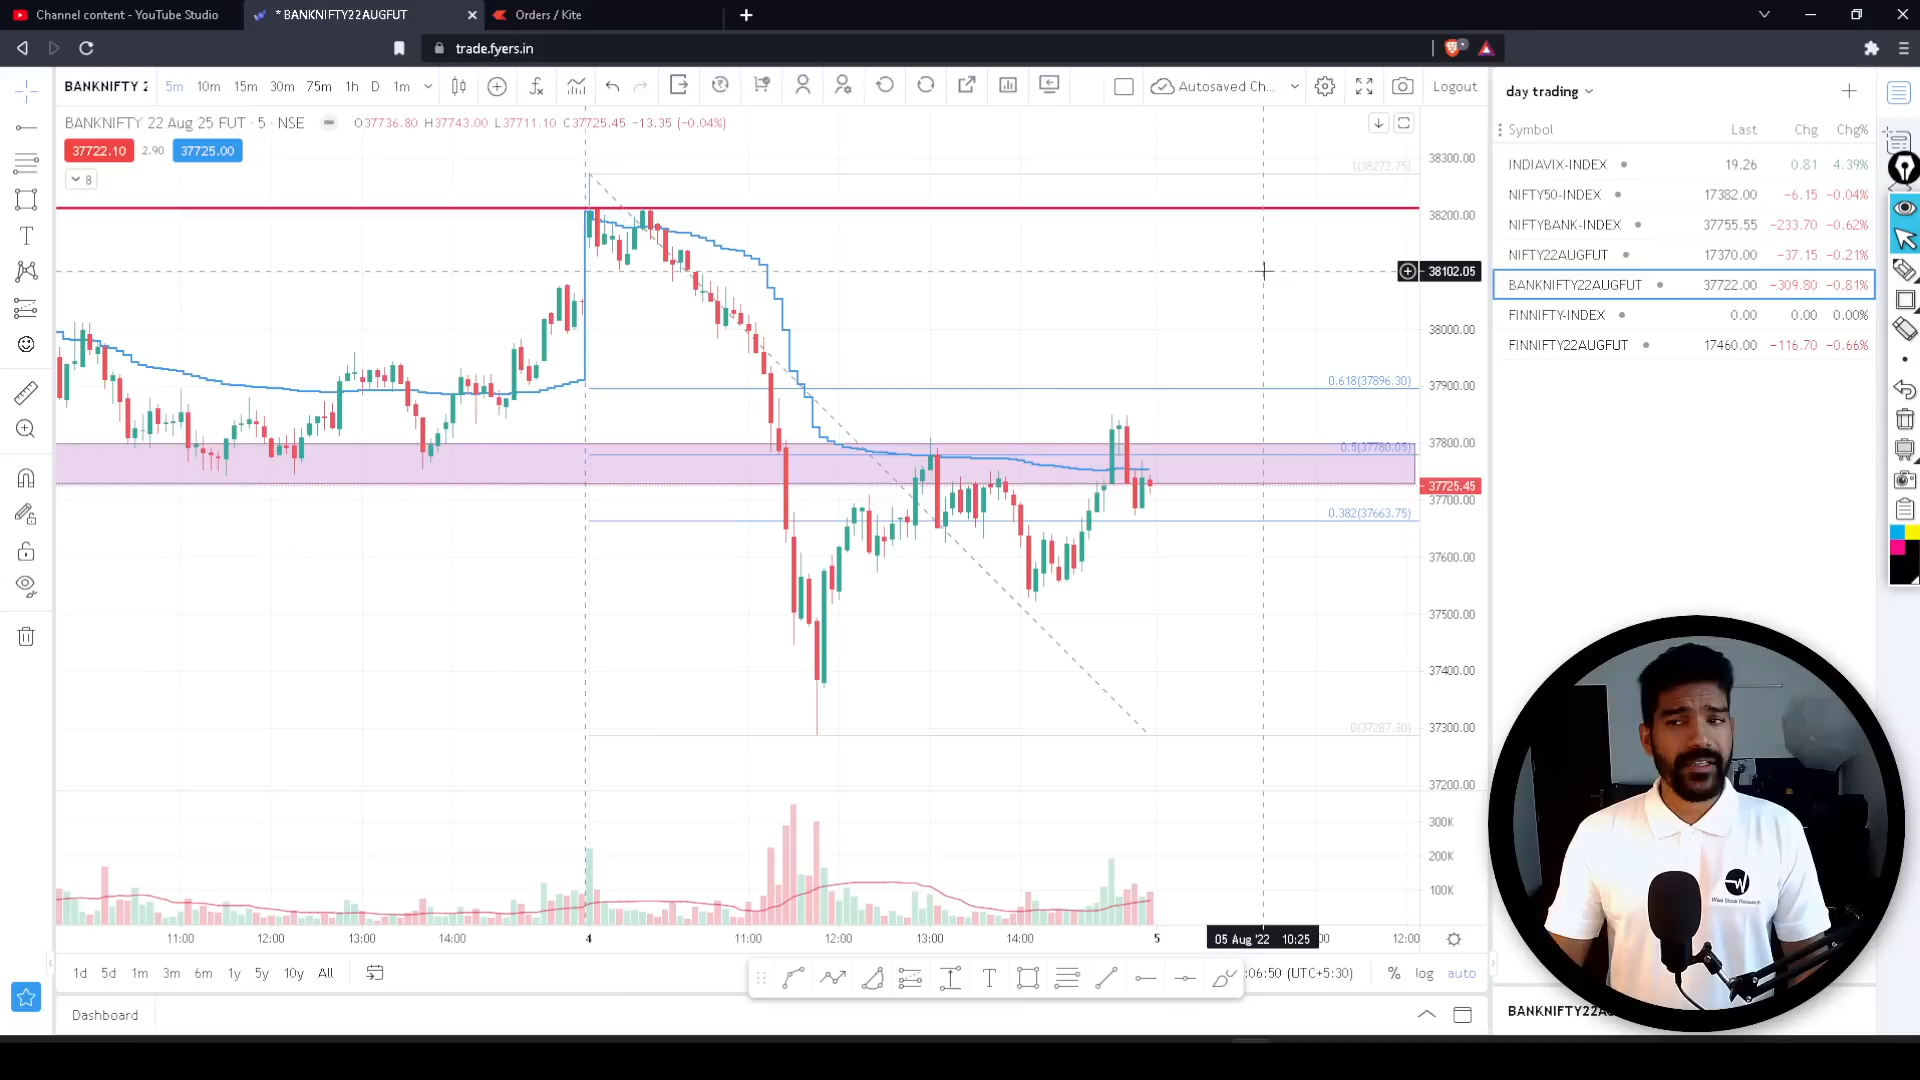 Channel content - YouTube Studio
* BANKNIFTY22AUGFUT
Orders / Kite
trade.fyers.in
BANKNIFTY 2 5m 10m 15m 30m 75m 1h D 1m
Autosaved Ch...
Logout
BANKNIFTY 22 Aug 25 FUT · 5 · NSE O37736.80 H37743.00 L37711.10 C37725.45 -13.35 (-0.04%)
37722.10 2.90 37725.00
8
1(38272.75)
0.618(37896.30)
0.5(37780.05)
0.382(37663.75)
0(37287.30)
38300.00
38200.00
38102.05
38000.00
37900.00
37800.00
37725.45
37700.00
37600.00
37500.00
37400.00
37300.00
37200.00
300K
200K
100K
11:00 12:00 13:00 14:00 4 11:00 12:00 13:00 14:00 5 05 Aug '22 10:25 12:00
1d 5d 1m 3m 6m 1y 5y 10y All
:06:50 (UTC+5:30) % log auto
Dashboard
day trading
Symbol Last Chg Chg%
INDIAVIX-INDEX 19.26 0.81 4.39%
NIFTY50-INDEX 17382.00 -6.15 -0.04%
NIFTYBANK-INDEX 37755.55 -233.70 -0.62%
NIFTY22AUGFUT 17370.00 -37.15 -0.21%
BANKNIFTY22AUGFUT 37722.00 -309.80 -0.81%
FINNIFTY-INDEX 0.00 0.00 0.00%
FINNIFTY22AUGFUT 17460.00 -116.70 -0.66%
Wise Stock Research
BANKNIFTY22AU